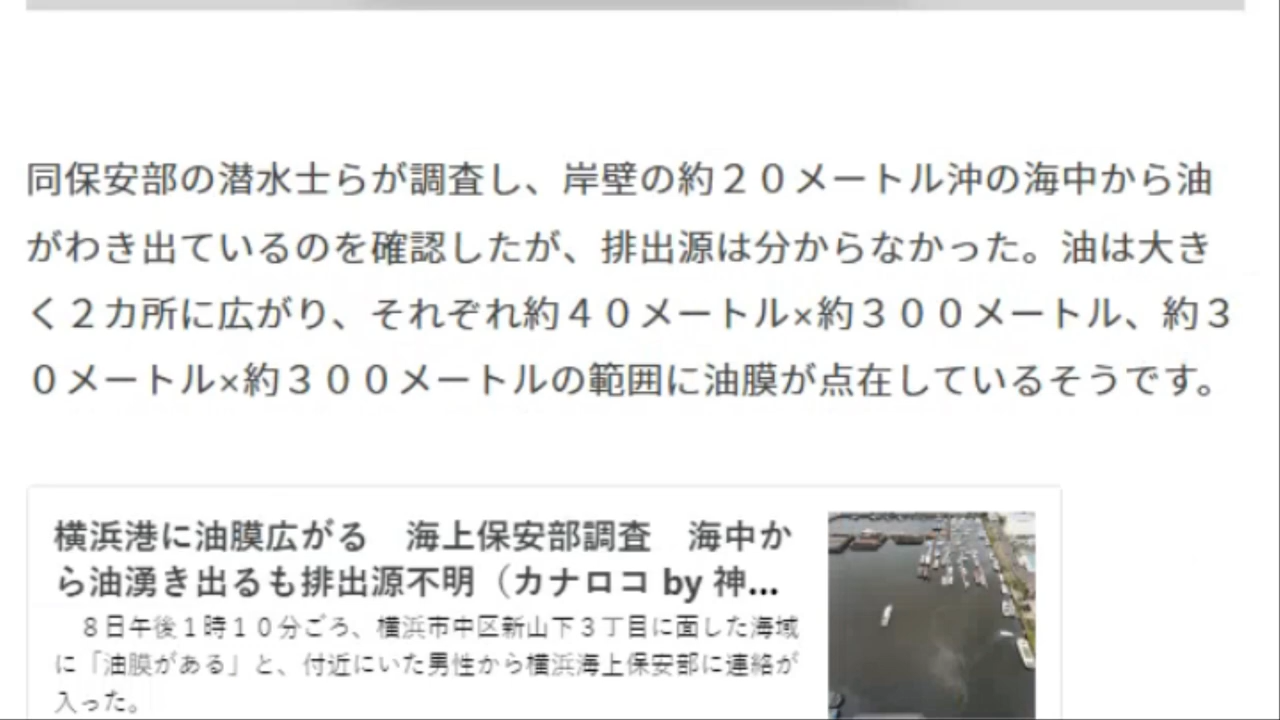 同保安部の潜水士らが調査し、岸壁の約２０メートル沖の海中から油
がわき出ているのを確認したが、排出源は分からなかった。油は大き
く２カ所に広がり、それぞれ約４０メートル×約３００メートル、約３
０メートル×約３００メートルの範囲に油膜が点在しているそうです。
横浜港に油膜広がる　海上保安部調査　海中か
ら油湧き出るも排出源不明（カナロコ by 神...
　８日午後１時１０分ごろ、横浜市中区新山下３丁目に面した海域
に「油膜がある」と、付近にいた男性から横浜海上保安部に連絡が
入った。